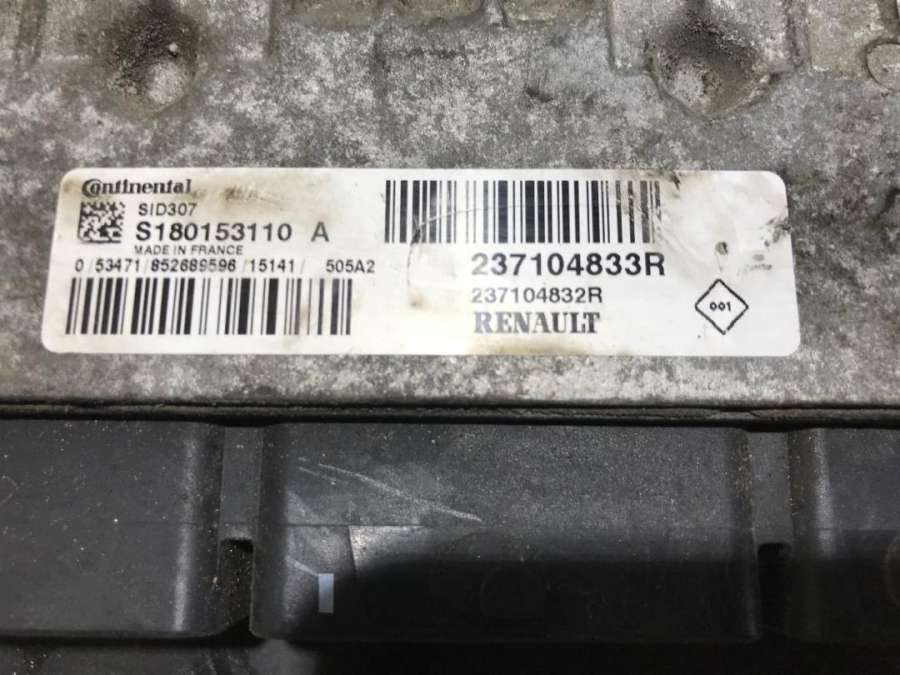 Continental
SID307
S180153110 A
MADE IN FRANCE
0/53471/852689596/15141/ 505A2
237104833R
237104832R
RENAULT
001